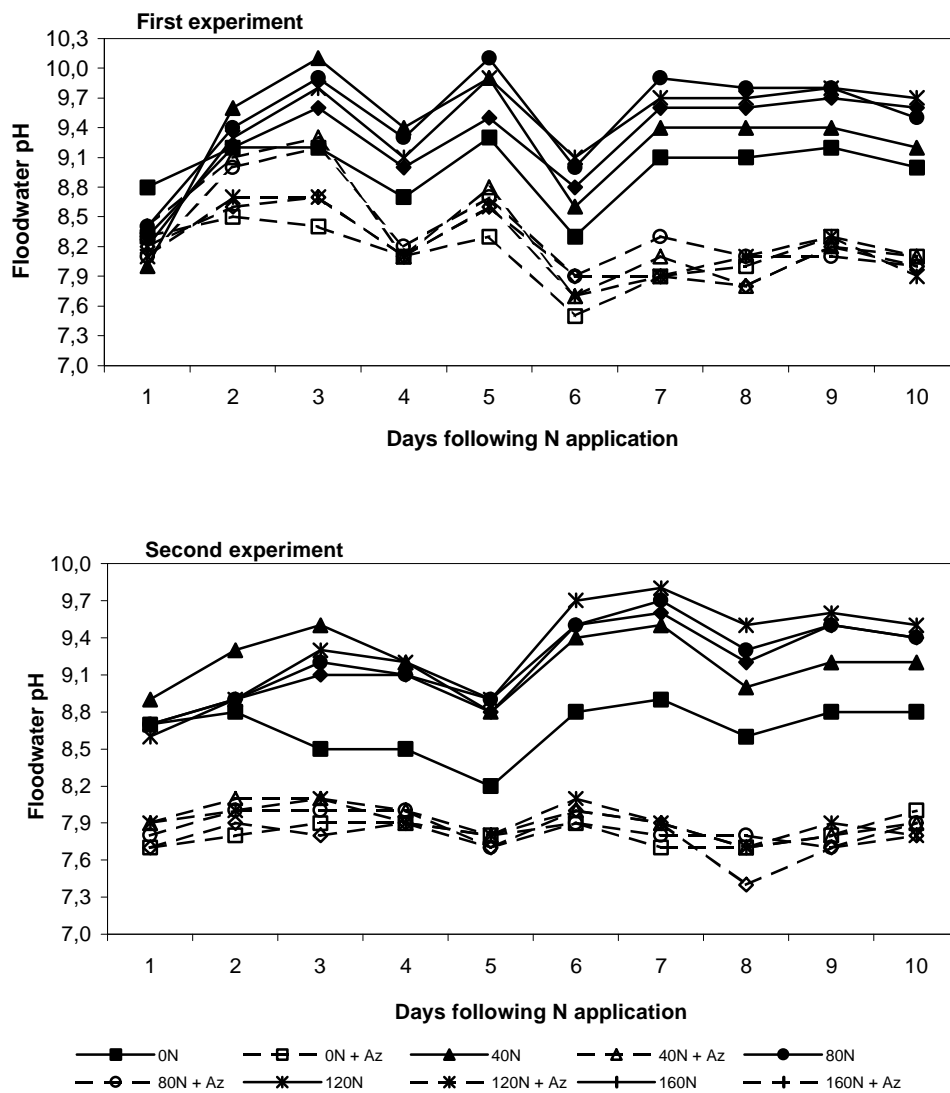 First experiment
10,3
10,0
9,7
9,4
9,1
8,8
8,5
8,2
7,9
7,6
7,3
7,0
Floodwater pH
1 2 3 4 5 6 7 8 9 10
Days following N application
Second experiment
10,0
9,7
9,4
9,1
8,8
8,5
8,2
7,9
7,6
7,3
7,0
Floodwater pH
1 2 3 4 5 6 7 8 9 10
Days following N application
0N 0N + Az 40N 40N + Az 80N
80N + Az 120N 120N + Az 160N 160N + Az